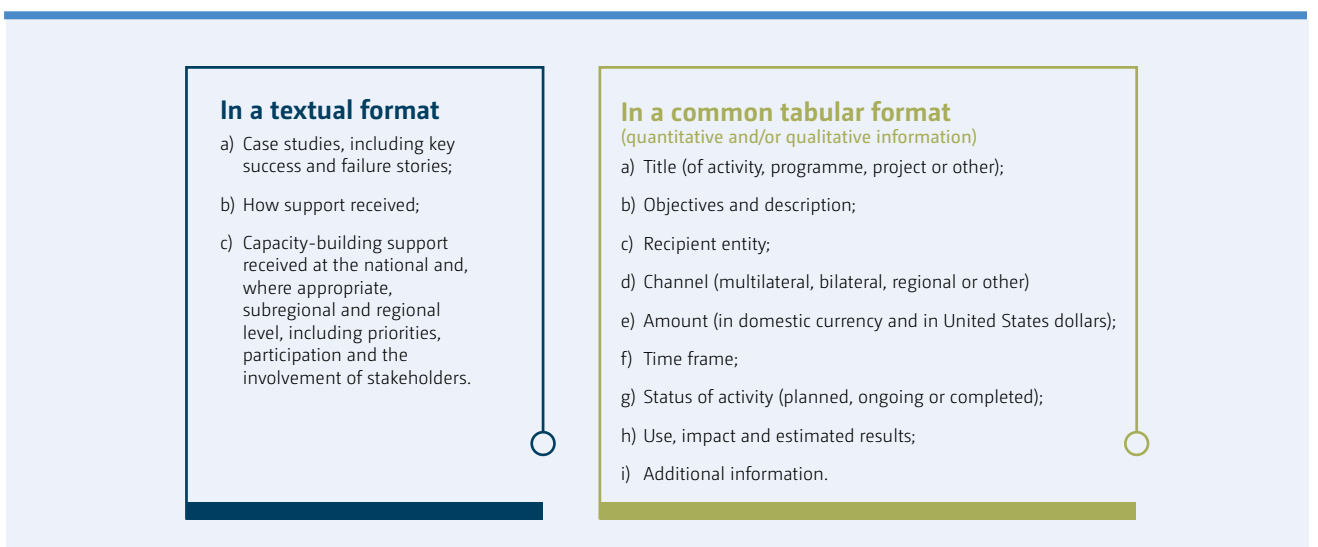 In a textual format
a) Case studies, including key
success and failure stories;
b) How support received;
c) Capacity-building support
received at the national and,
where appropriate,
subregional and regional
level, including priorities,
participation and the
involvement of stakeholders.
In a common tabular format
(quantitative and/or qualitative information)
a) Title (of activity, programme, project or other);
b) Objectives and description;
c) Recipient entity;
d) Channel (multilateral, bilateral, regional or other)
e) Amount (in domestic currency and in United States dollars);
f) Time frame;
g) Status of activity (planned, ongoing or completed);
h) Use, impact and estimated results;
i) Additional information.